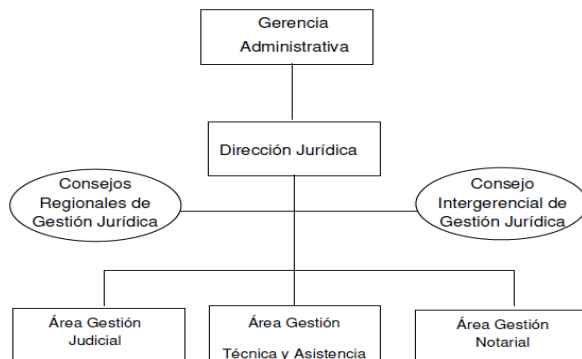 Gerencia
Administrativa
Dirección Jurídica
Consejos
Regionales de
Gestión Jurídica
Consejo
Intergerencial de
Gestión Jurídica
Área Gestión
Judicial
Área Gestión
Técnica y Asistencia
Área Gestión
Notarial